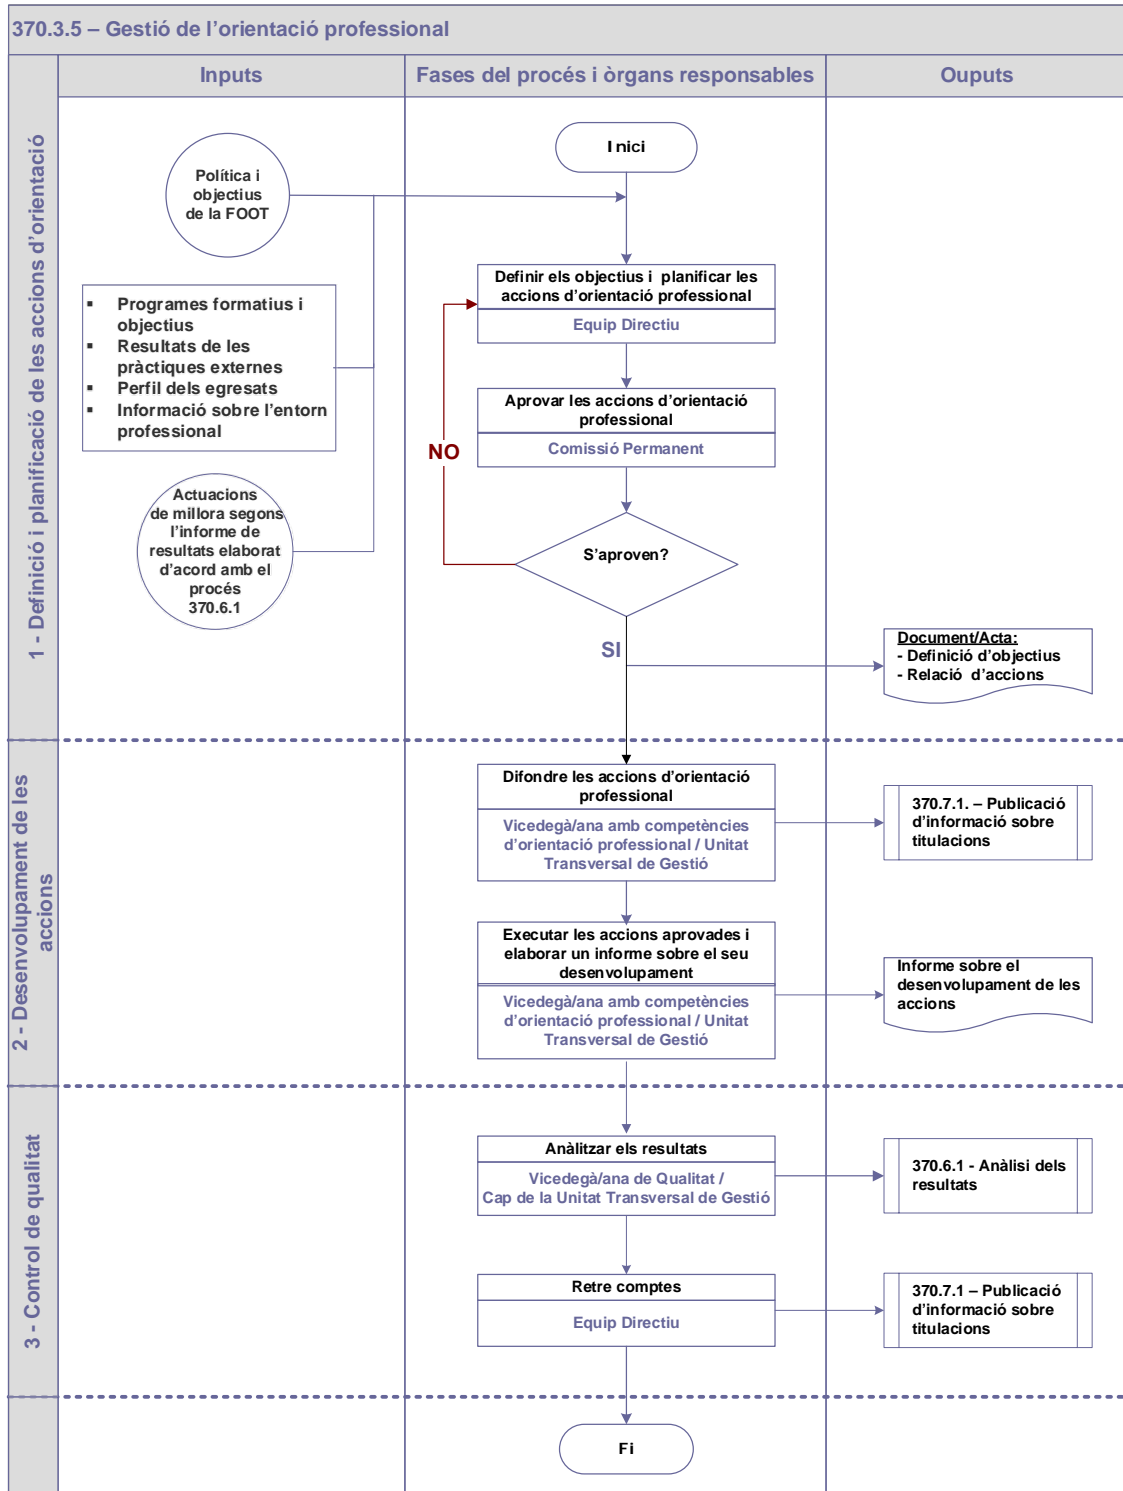 370.3.5 – Gestió de l'orientació professional
Inputs
Fases del procés i òrgans responsables
Ouputs
1 - Definició i planificació de les accions d'orientació
Inici
Política i
objectius
de la FOOT
Definir els objectius i planificar les
accions d'orientació professional
Equip Directiu
▪ Programes formatius i
objectius
▪ Resultats de les
pràctiques externes
▪ Perfil dels egresats
▪ Informació sobre l'entorn
professional
Aprovar les accions d'orientació
professional
Comissió Permanent
NO
Actuacions
de millora segons
l'informe de
resultats elaborat
d'acord amb el
procés
370.6.1
S'aproven?
SI
Document/Acta:
- Definició d'objectius
- Relació d'accions
2 - Desenvolupament de les
accions
Difondre les accions d'orientació
professional
Vicedegà/ana amb competències
d'orientació professional / Unitat
Transversal de Gestió
370.7.1. – Publicació
d'informació sobre
titulacions
Executar les accions aprovades i
elaborar un informe sobre el seu
desenvolupament
Vicedegà/ana amb competències
d'orientació professional / Unitat
Transversal de Gestió
Informe sobre el
desenvolupament de les
accions
3 - Control de qualitat
Anàlitzar els resultats
Vicedegà/ana de Qualitat /
Cap de la Unitat Transversal de Gestió
370.6.1 - Anàlisi dels
resultats
Retre comptes
Equip Directiu
370.7.1 – Publicació
d'informació sobre
titulacions
Fi